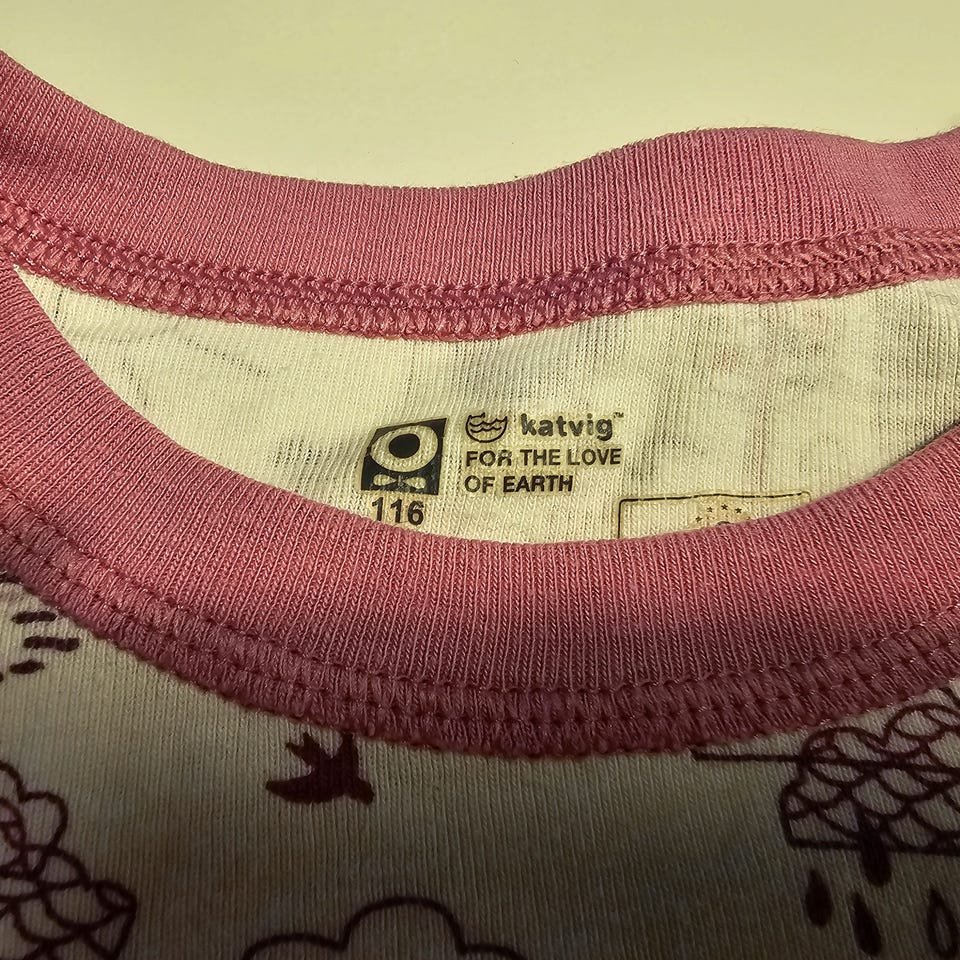 katvig™
FOR THE LOVE
OF EARTH
116